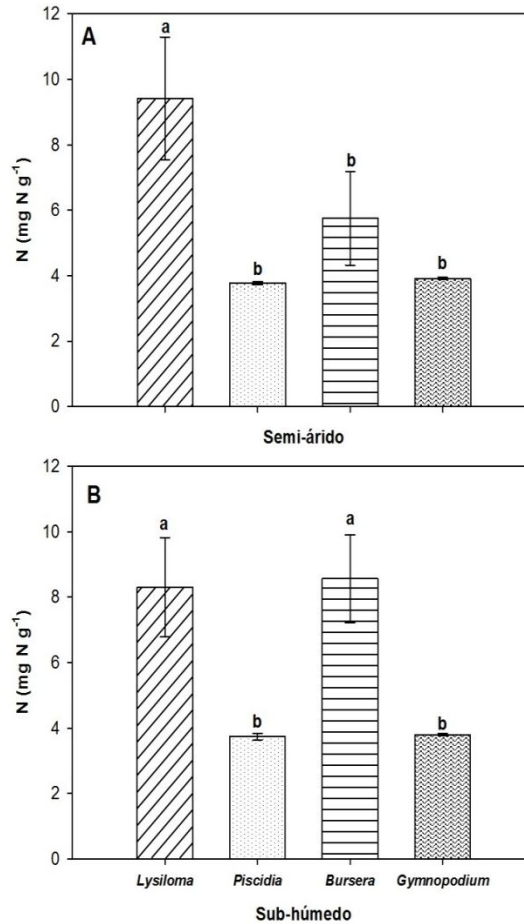 A
N (mg N g⁻¹)
12
10
8
6
4
2
0
a
b
b
b
Semi-árido
B
N (mg N g⁻¹)
12
10
8
6
4
2
0
a
b
a
b
Lysiloma Piscidia Bursera Gymnopodium
Sub-húmedo